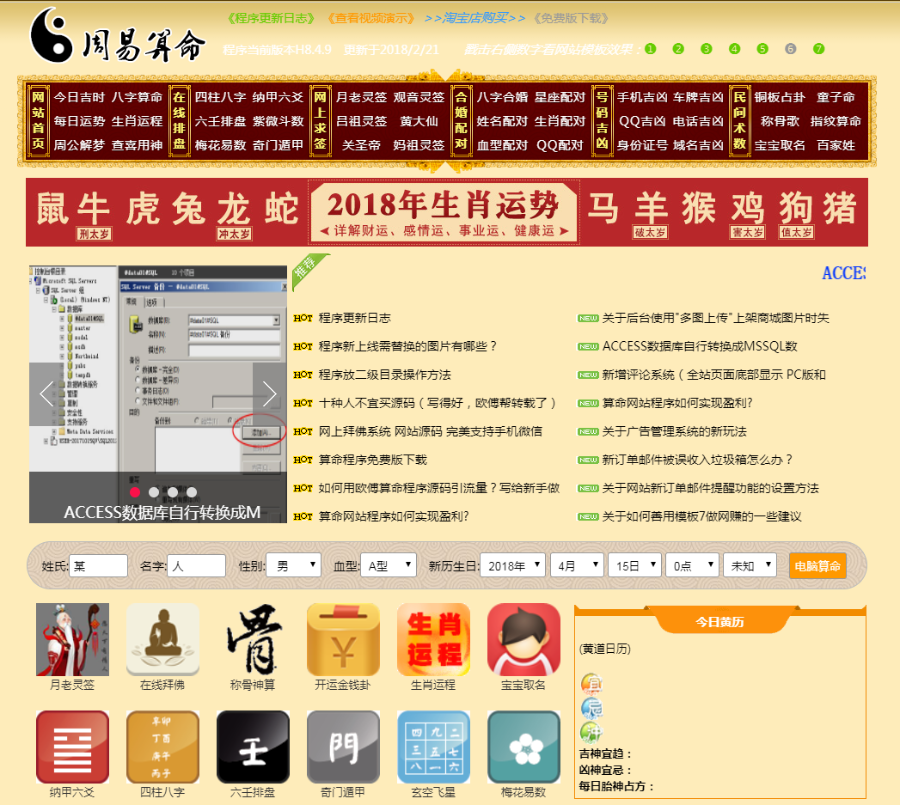 《程序更新日志》 《查看视频演示》 >>淘宝店购买>> 《免费版下载》
周易算命
程序当前版本H8.4.9 更新于2018/2/21 点击右侧数字看网站模板效果：1 2 3 4 5 6 7
网站首页 今日吉时 八字算命 在线排盘 四柱八字 纳甲六爻 网上求签 月老灵签 观音灵签 合婚配对 八字合婚 星座配对 号码吉凶 手机吉凶 车牌吉凶 民间术数 铜板占卦 童子命
每日运势 生肖运程 六壬排盘 紫微斗数 吕祖灵签 黄大仙 姓名配对 生肖配对 QQ吉凶 电话吉凶 称骨歌 指纹算命
周公解梦 查喜用神 梅花易数 奇门遁甲 关圣帝 妈祖灵签 血型配对 QQ配对 身份证号 域名吉凶 宝宝取名 百家姓
鼠 牛 虎 兔 龙 蛇 2018年生肖运势 马 羊 猴 鸡 狗 猪
刑太岁 冲太岁 ◄ 详解财运、感情运、事业运、健康运 ► 破太岁 害太岁 值太岁
推荐
ACCES
HOT 程序更新日志
HOT 程序新上线需替换的图片有哪些？
HOT 程序放二级目录操作方法
HOT 十种人不宜买源码（写得好，欧傅帮转载了）
HOT 网上拜佛系统 网站源码 完美支持手机微信
HOT 算命程序免费版下载
HOT 如何用欧傅算命程序源码引流量？写给新手做
HOT 算命网站程序如何实现盈利?
NEW 关于后台使用"多图上传"上架商城图片时失
NEW ACCESS数据库自行转换成MSSQL数
NEW 新增评论系统（全站页面底部显示 PC版和
NEW 算命网站程序如何实现盈利?
NEW 关于广告管理系统的新玩法
NEW 新订单邮件被误收入垃圾箱怎么办？
NEW 关于网站新订单邮件提醒功能的设置方法
NEW 关于如何善用模板7做网赚的一些建议
ACCESS数据库自行转换成M
姓氏: 某 名字: 人 性别: 男 血型: A型 新历生日: 2018年 4月 15日 0点 未知 电脑算命
骨
生肖
运程
月老灵签 在线拜佛 称骨神算 开运金钱卦 生肖运程 宝宝取名
辛卯
丁酉
庚午
丙子
壬
門
四 九 二
三 五 七
八 一 六
纳甲六爻 四柱八字 六壬排盘 奇门遁甲 玄空飞星 梅花易数
今日黄历
(黄道日历)
宜
忌
冲
吉神宜趋：
凶神宜忌：
每日胎神占方：